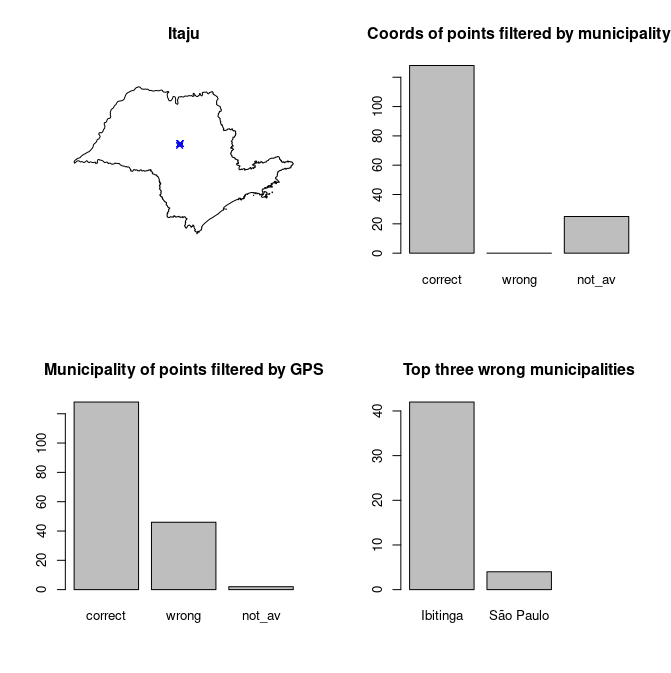 Itaju
Coords of points filtered by municipality
100
80
60
40
20
0
correct wrong not_av
Municipality of points filtered by GPS
100
80
60
40
20
0
correct wrong not_av
Top three wrong municipalities
40
30
20
10
0
Ibitinga São Paulo